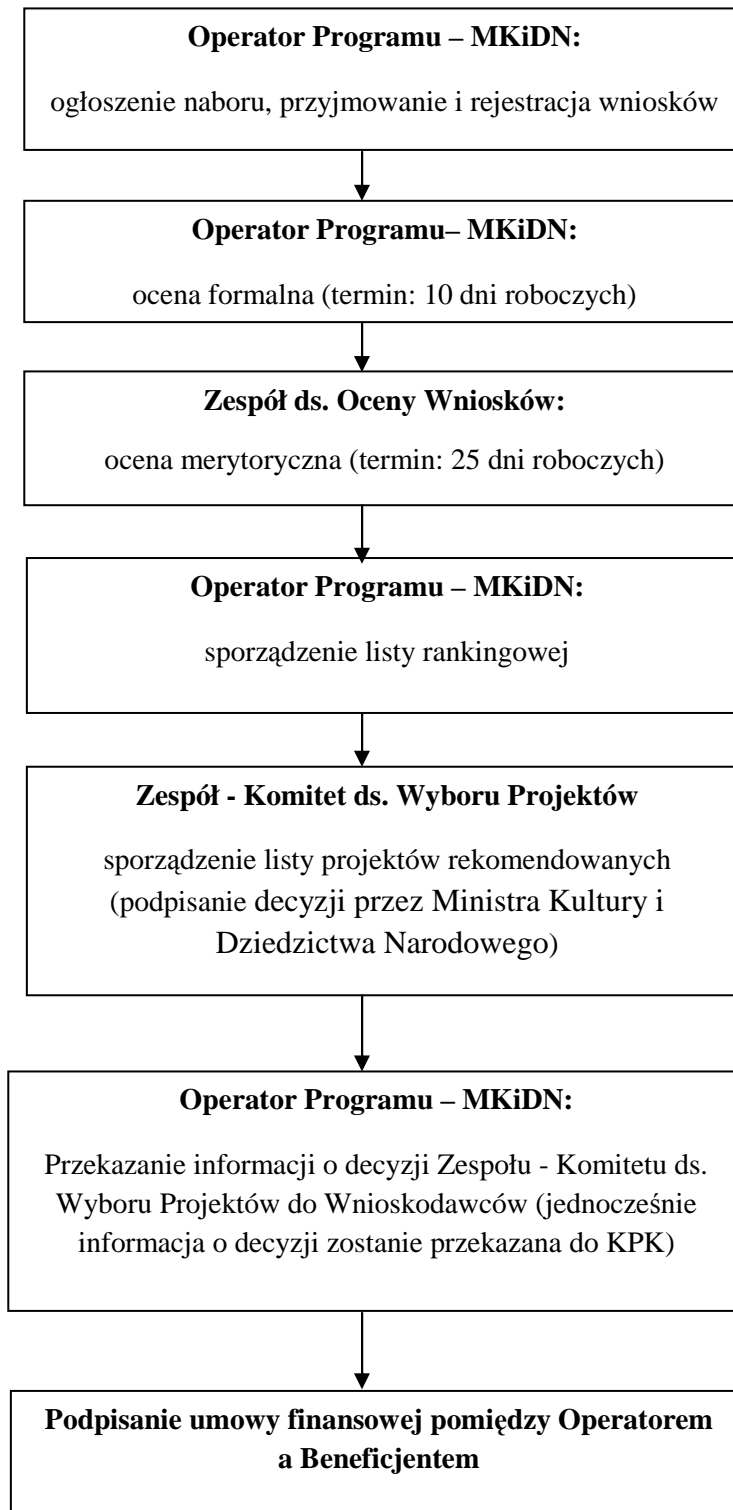 Operator Programu – MKiDN:
ogłoszenie naboru, przyjmowanie i rejestracja wniosków
Operator Programu– MKiDN:
ocena formalna (termin: 10 dni roboczych)
Zespół ds. Oceny Wniosków:
ocena merytoryczna (termin: 25 dni roboczych)
Operator Programu – MKiDN:
sporządzenie listy rankingowej
Zespół - Komitet ds. Wyboru Projektów
sporządzenie listy projektów rekomendowanych
(podpisanie decyzji przez Ministra Kultury i
Dziedzictwa Narodowego)
Operator Programu – MKiDN:
Przekazanie informacji o decyzji Zespołu - Komitetu ds.
Wyboru Projektów do Wnioskodawców (jednocześnie
informacja o decyzji zostanie przekazana do KPK)
Podpisanie umowy finansowej pomiędzy Operatorem
a Beneficjentem